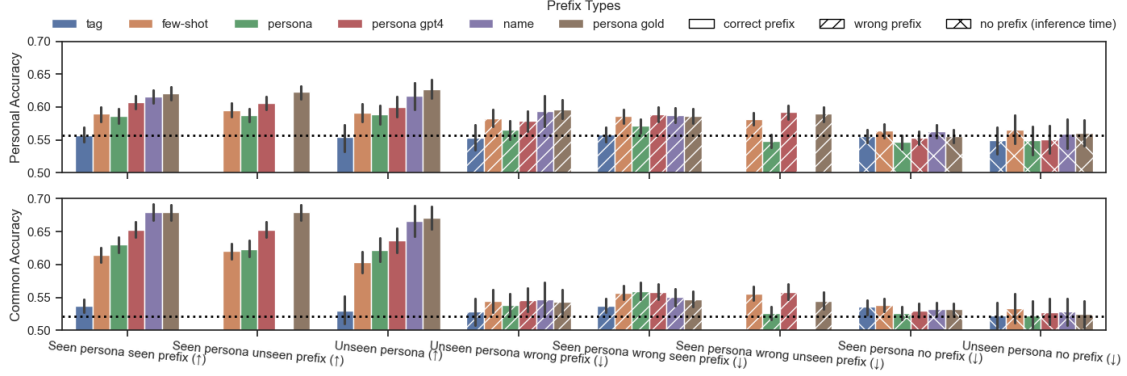 Prefix Types
tag few-shot persona persona gpt4 name persona gold correct prefix wrong prefix no prefix (inference time)
Personal Accuracy
0.70
0.65
0.60
0.55
0.50
Common Accuracy
0.70
0.65
0.60
0.55
0.50
Seen persona seen prefix (↑)
Seen persona unseen prefix (↑)
Unseen persona (↑)
Unseen persona wrong prefix (↓)
Seen persona wrong seen prefix (↓)
Seen persona wrong unseen prefix (↓)
Seen persona no prefix (↓)
Unseen persona no prefix (↓)